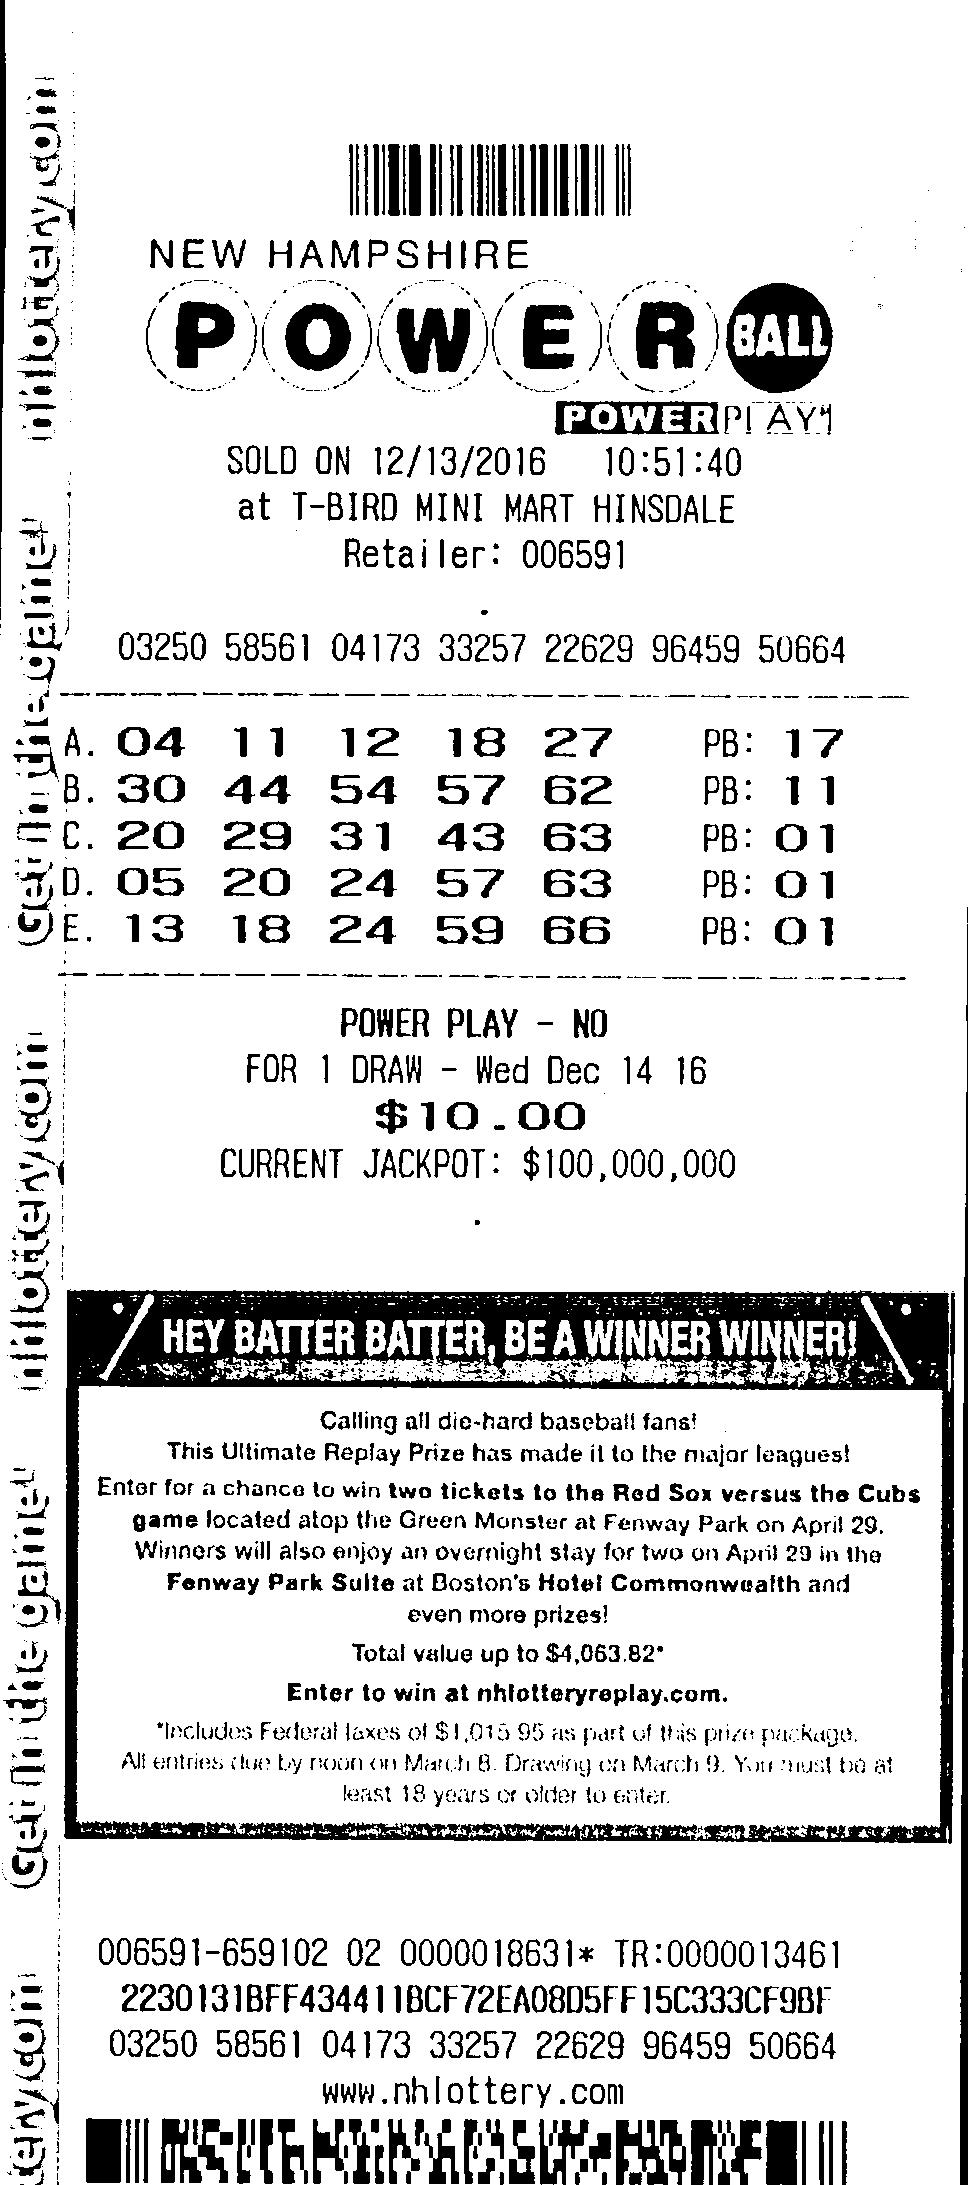 NEW HAMPSHIRE
POWER BALL
POWERPLAY
SOLD ON 12/13/2016 10:51:40
at T-BIRD MINI MART HINSDALE
Retailer: 006591
03250 58561 04173 33257 22629 96459 50664
A. 04 11 12 18 27 PB: 17
B. 30 44 54 57 62 PB: 11
C. 20 29 31 43 63 PB: 01
D. 05 20 24 57 63 PB: 01
E. 13 18 24 59 66 PB: 01
POWER PLAY - NO
FOR 1 DRAW - Wed Dec 14 16
$10.00
CURRENT JACKPOT: $100,000,000
HEY BATTER BATTER, BE A WINNER WINNER!
Calling all die-hard baseball fans!
This Ultimate Replay Prize has made it to the major leagues!
Enter for a chance to win two tickets to the Red Sox versus the Cubs
game located atop the Green Monster at Fenway Park on April 29.
Winners will also enjoy an overnight stay for two on April 29 in the
Fenway Park Suite at Boston's Hotel Commonwealth and
even more prizes!
Total value up to $4,063.82*
Enter to win at nhlotteryreplay.com.
*Includes Federal taxes of $1,015.95 as part of this prize package.
All entries due by noon on March 8. Drawing on March 9. You must be at
least 18 years or older to enter.
006591-659102 02 0000018631* TR:0000013461
2230131BFF434411BCF72EA08D5FF15C333CF9BF
03250 58561 04173 33257 22629 96459 50664
www.nhlottery.com
nhlottery.com
Get in the game!
nhlottery.com
Get in the game!